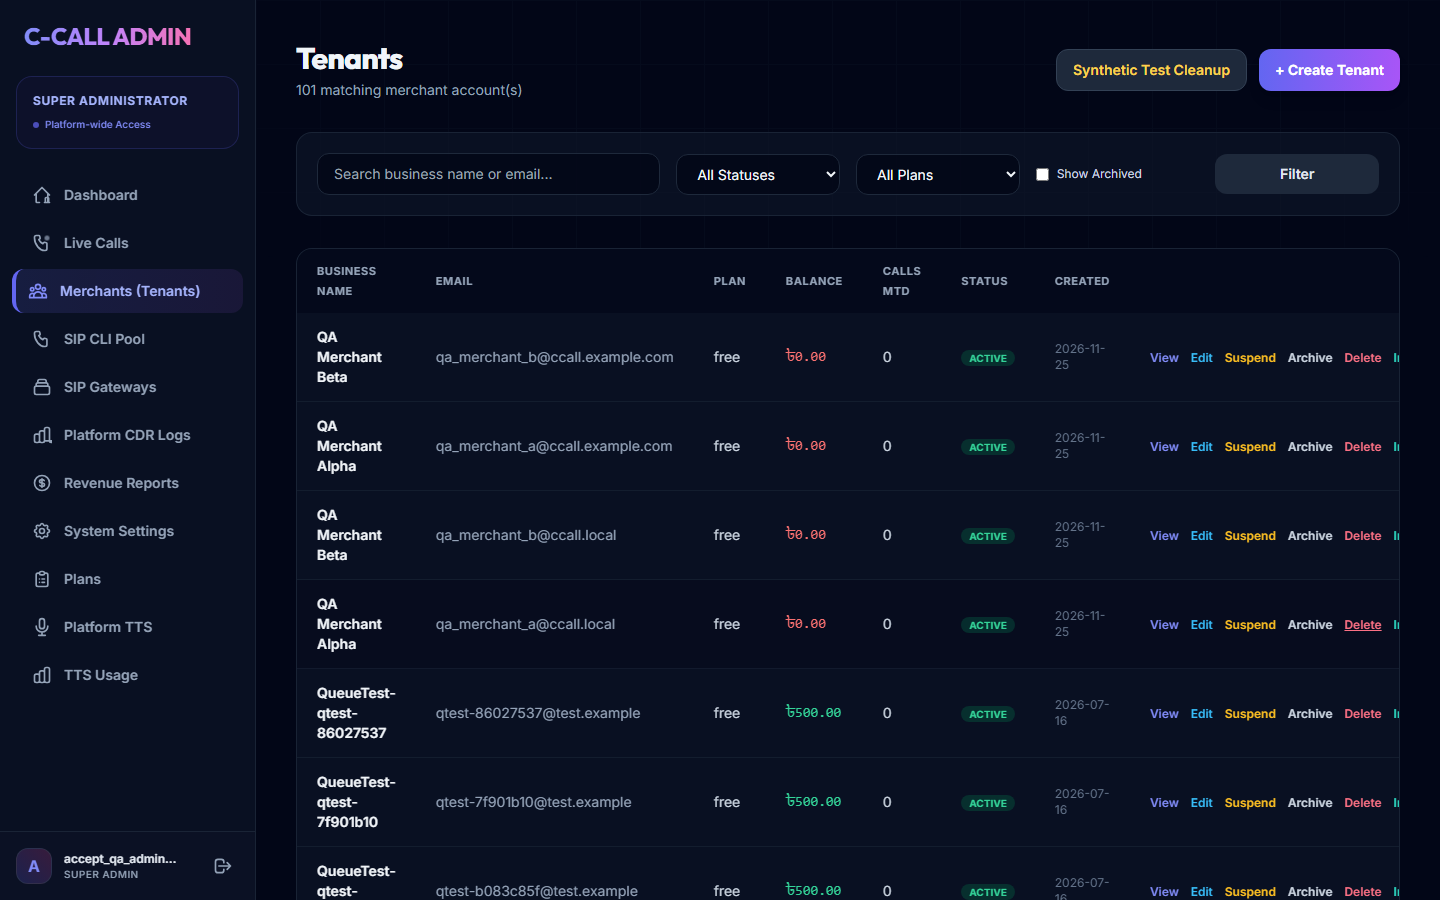 C-CALL ADMIN
SUPER ADMINISTRATOR
Platform-wide Access
Dashboard
Live Calls
Merchants (Tenants)
SIP CLI Pool
SIP Gateways
Platform CDR Logs
Revenue Reports
System Settings
Plans
Platform TTS
TTS Usage
A
accept_qa_admin...
SUPER ADMIN
Tenants
101 matching merchant account(s)
Synthetic Test Cleanup
+ Create Tenant
Search business name or email...
All Statuses
All Plans
Show Archived
Filter
BUSINESS NAME EMAIL PLAN BALANCE CALLS MTD STATUS CREATED
QA Merchant Beta qa_merchant_b@ccall.example.com free ৳0.00 0 ACTIVE 2026-11-25 View Edit Suspend Archive Delete
QA Merchant Alpha qa_merchant_a@ccall.example.com free ৳0.00 0 ACTIVE 2026-11-25 View Edit Suspend Archive Delete
QA Merchant Beta qa_merchant_b@ccall.local free ৳0.00 0 ACTIVE 2026-11-25 View Edit Suspend Archive Delete
QA Merchant Alpha qa_merchant_a@ccall.local free ৳0.00 0 ACTIVE 2026-11-25 View Edit Suspend Archive Delete
QueueTest-qtest-86027537 qtest-86027537@test.example free ৳500.00 0 ACTIVE 2026-07-16 View Edit Suspend Archive Delete
QueueTest-qtest-7f901b10 qtest-7f901b10@test.example free ৳500.00 0 ACTIVE 2026-07-16 View Edit Suspend Archive Delete
QueueTest-qtest- qtest-b083c85f@test.example free ৳500.00 0 ACTIVE 2026-07-16 View Edit Suspend Archive Delete